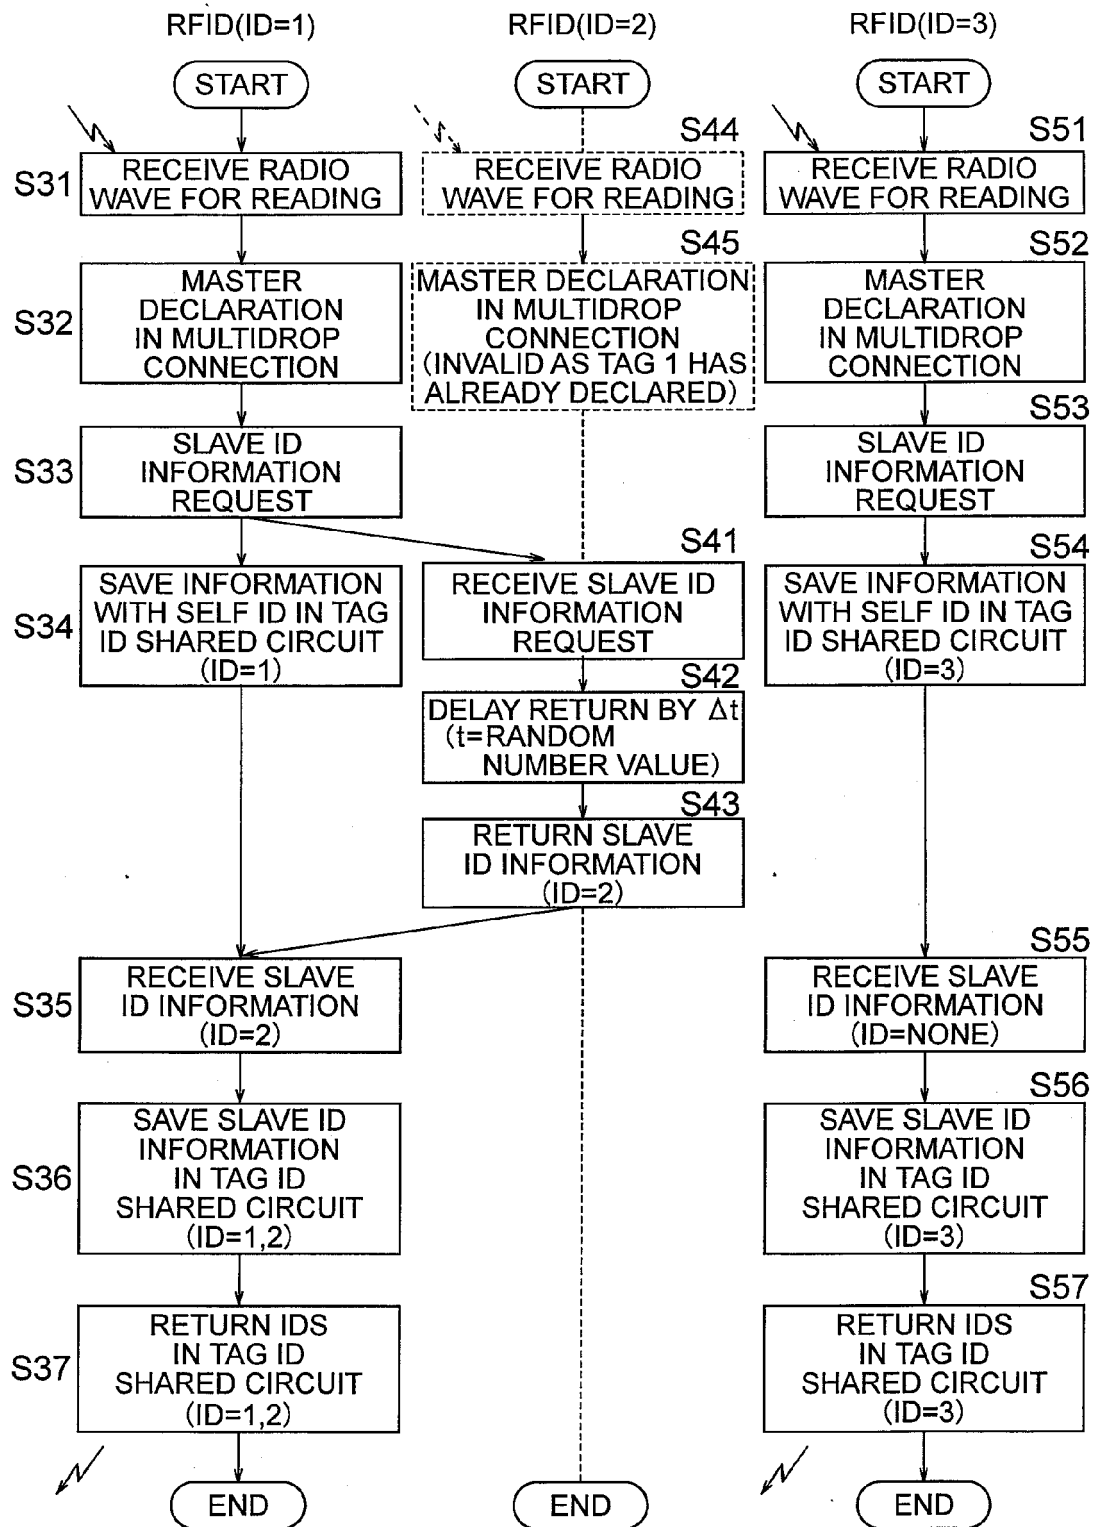 RFID(ID=1)
START
S31
RECEIVE RADIO
WAVE FOR READING
S32
MASTER
DECLARATION
IN MULTIDROP
CONNECTION
S33
SLAVE ID
INFORMATION
REQUEST
S34
SAVE INFORMATION
WITH SELF ID IN TAG
ID SHARED CIRCUIT
(ID=1)
S35
RECEIVE SLAVE
ID INFORMATION
(ID=2)
S36
SAVE SLAVE ID
INFORMATION
IN TAG ID
SHARED CIRCUIT
(ID=1,2)
S37
RETURN IDS
IN TAG ID
SHARED CIRCUIT
(ID=1,2)
END
RFID(ID=2)
START
S44
RECEIVE RADIO
WAVE FOR READING
S45
MASTER DECLARATION
IN MULTIDROP
CONNECTION
(INVALID AS TAG 1 HAS
ALREADY DECLARED)
S41
RECEIVE SLAVE ID
INFORMATION
REQUEST
S42
DELAY RETURN BY Δt
(t=RANDOM
NUMBER VALUE)
S43
RETURN SLAVE
ID INFORMATION
(ID=2)
END
RFID(ID=3)
START
S51
RECEIVE RADIO
WAVE FOR READING
S52
MASTER
DECLARATION
IN MULTIDROP
CONNECTION
S53
SLAVE ID
INFORMATION
REQUEST
S54
SAVE INFORMATION
WITH SELF ID IN TAG
ID SHARED CIRCUIT
(ID=3)
S55
RECEIVE SLAVE
ID INFORMATION
(ID=NONE)
S56
SAVE SLAVE ID
INFORMATION
IN TAG ID
SHARED CIRCUIT
(ID=3)
S57
RETURN IDS
IN TAG ID
SHARED CIRCUIT
(ID=3)
END